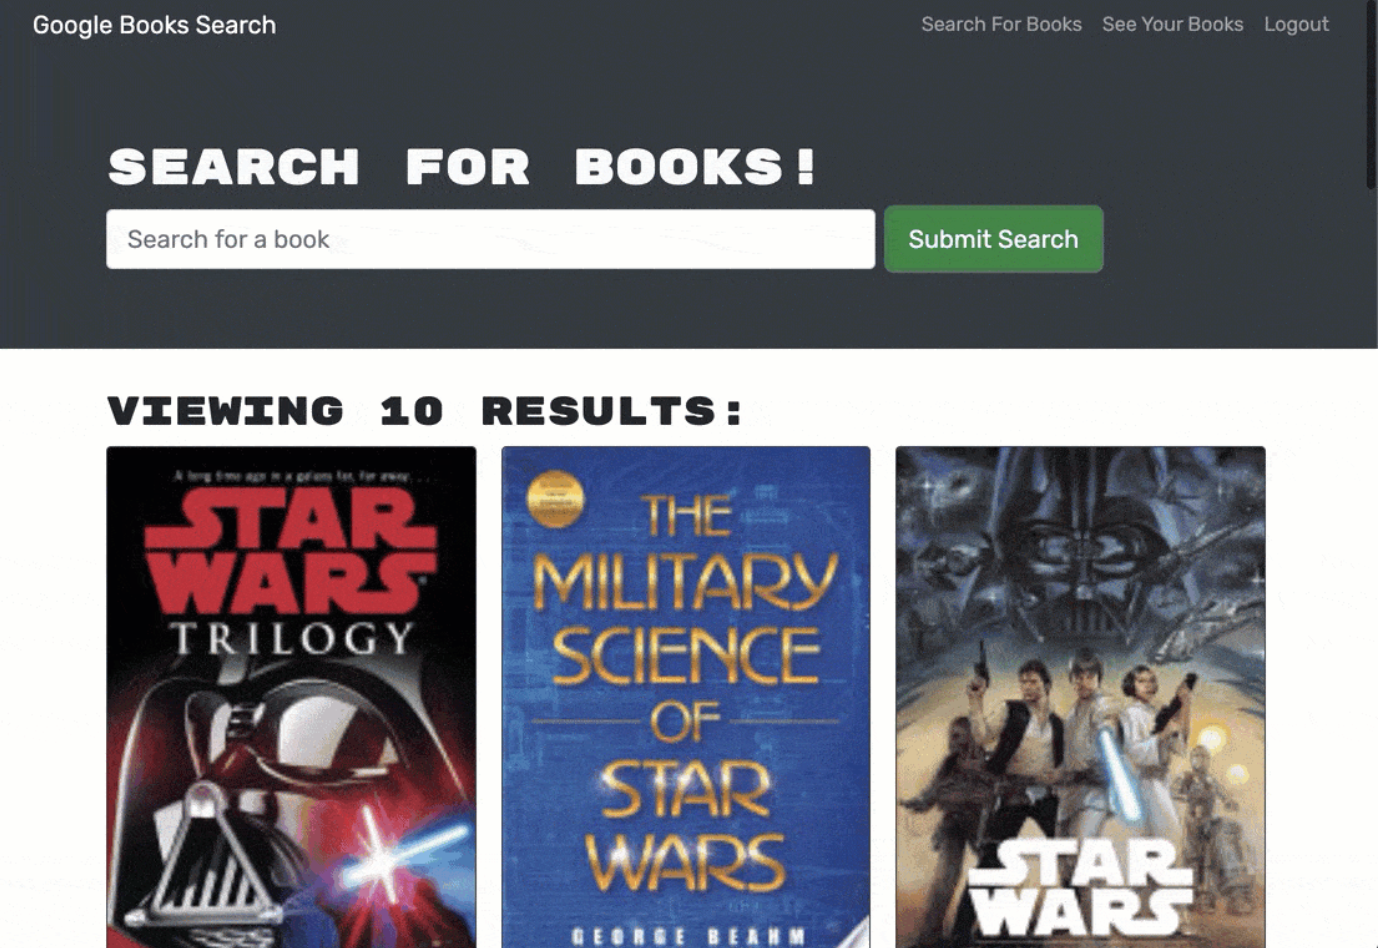 Google Books Search
Search For Books See Your Books Logout
SEARCH FOR BOOKS!
Search for a book
Submit Search
VIEWING 10 RESULTS:
A long time ago in a galaxy far, far away. . .
STAR
WARS
TRILOGY
THE
MILITARY
SCIENCE
OF
STAR
WARS
GEORGE BEAHM
STAR
WARS